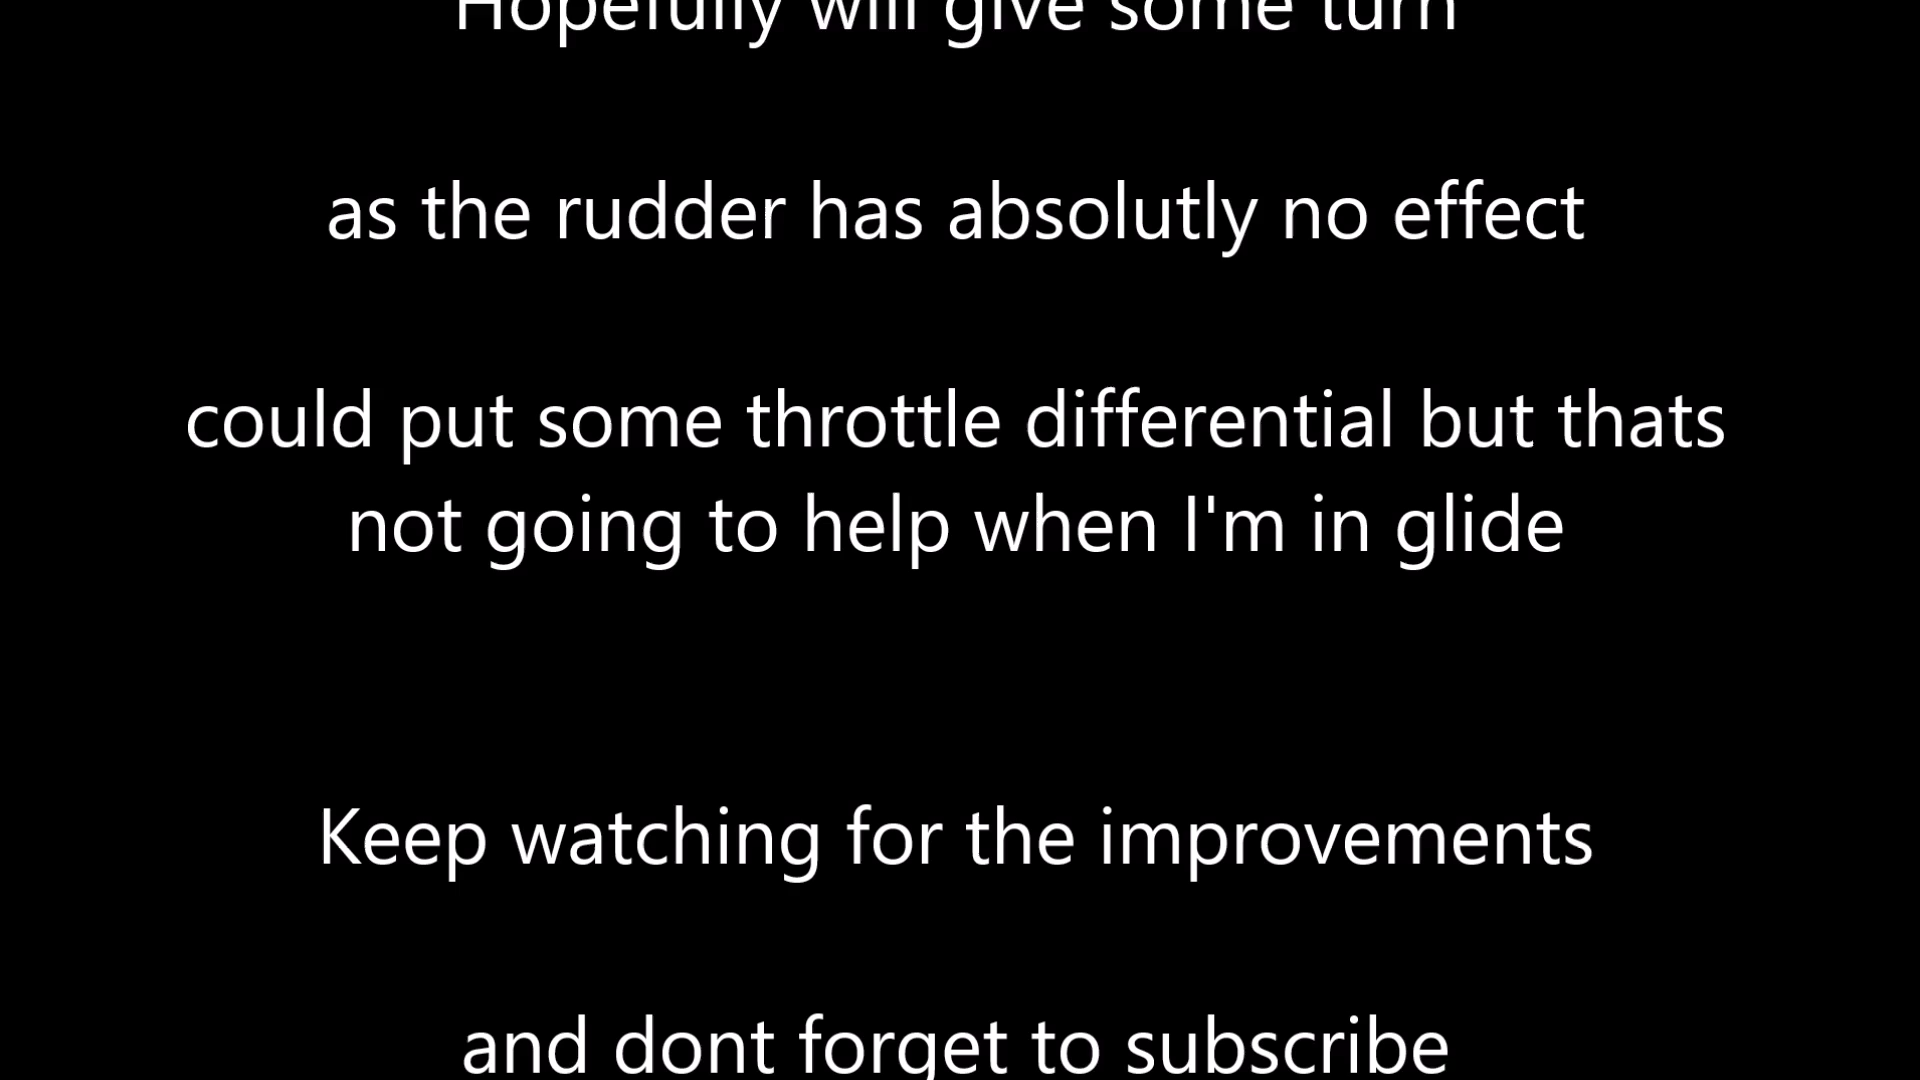 Hopefully will give some turn
as the rudder has absolutly no effect
could put some throttle differential but thats
not going to help when I'm in glide
Keep watching for the improvements
and dont forget to subscribe